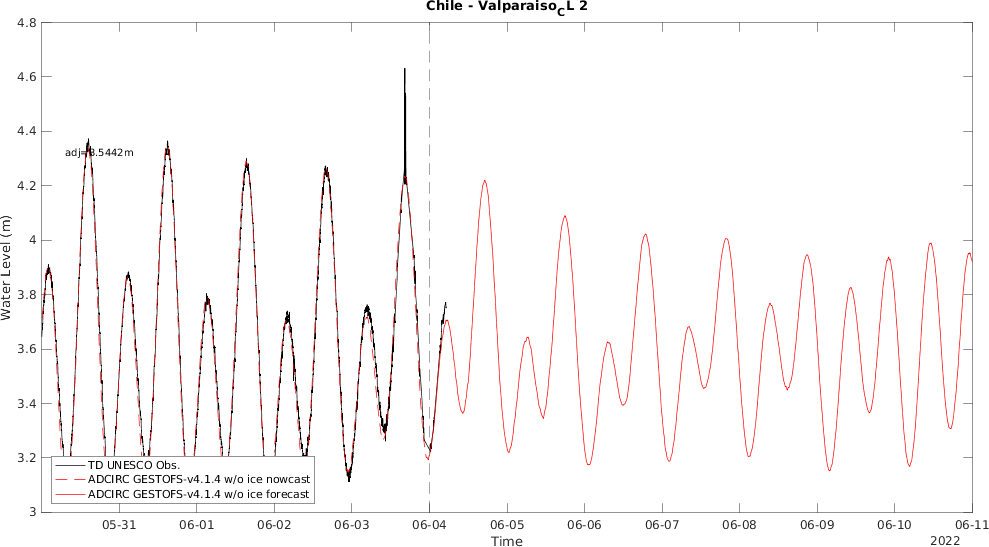 Chile - Valparaiso_CL 2
4.8
4.6
4.4
adj=3.5442m
4.2
4
Water Level (m)
3.8
3.6
3.4
3.2
TD UNESCO Obs.
ADCIRC GESTOFS-v4.1.4 w/o ice nowcast
ADCIRC GESTOFS-v4.1.4 w/o ice forecast
3
05-31 06-01 06-02 06-03 06-04 06-05 06-06 06-07 06-08 06-09 06-10 06-11
Time
2022